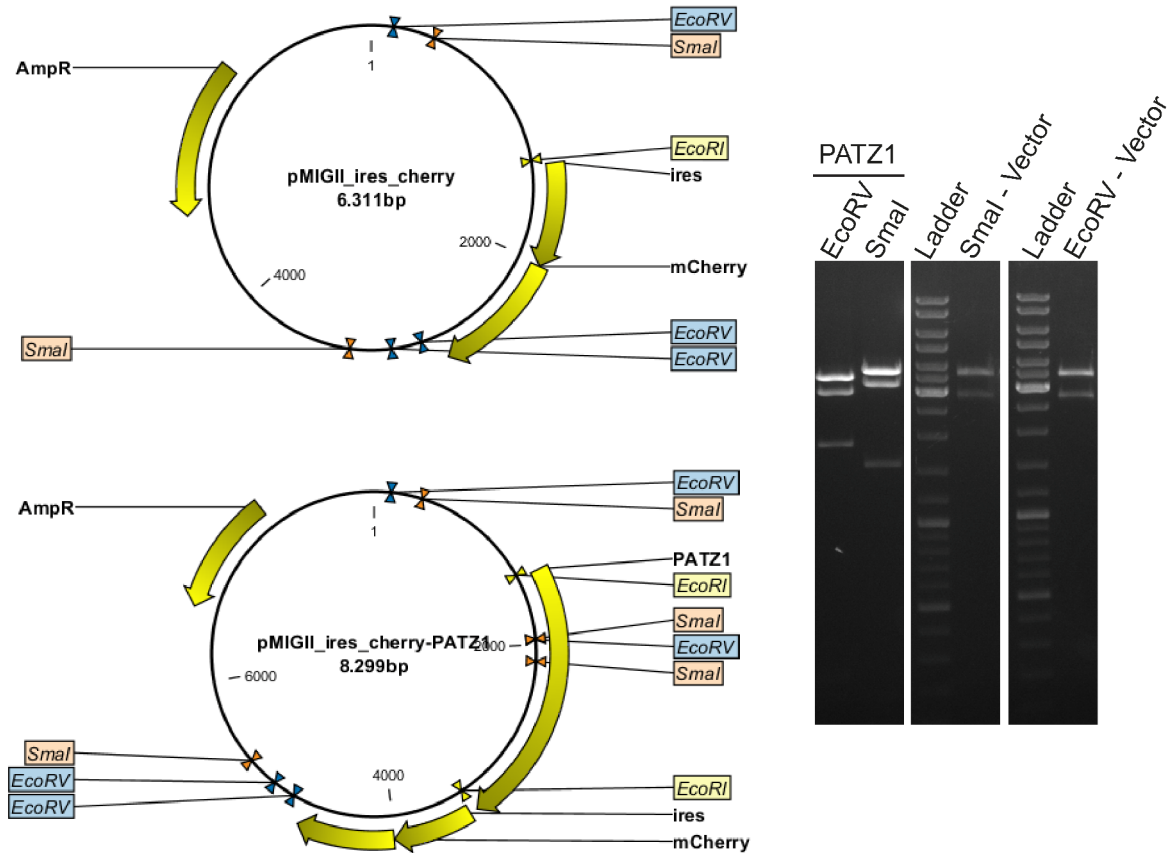 EcoRV
SmaI
AmpR
1
EcoRI
ires
pMIGII_ires_cherry
6.311bp
2000
mCherry
4000
EcoRV
SmaI
EcoRV
EcoRV
SmaI
AmpR
1
PATZ1
EcoRI
SmaI
pMIGII_ires_cherry-PATZ1
2000
EcoRV
8.299bp
SmaI
6000
SmaI
EcoRV
4000
EcoRI
EcoRV
ires
mCherry
PATZ1
EcoRV
SmaI
Ladder
SmaI - Vector
Ladder
EcoRV - Vector